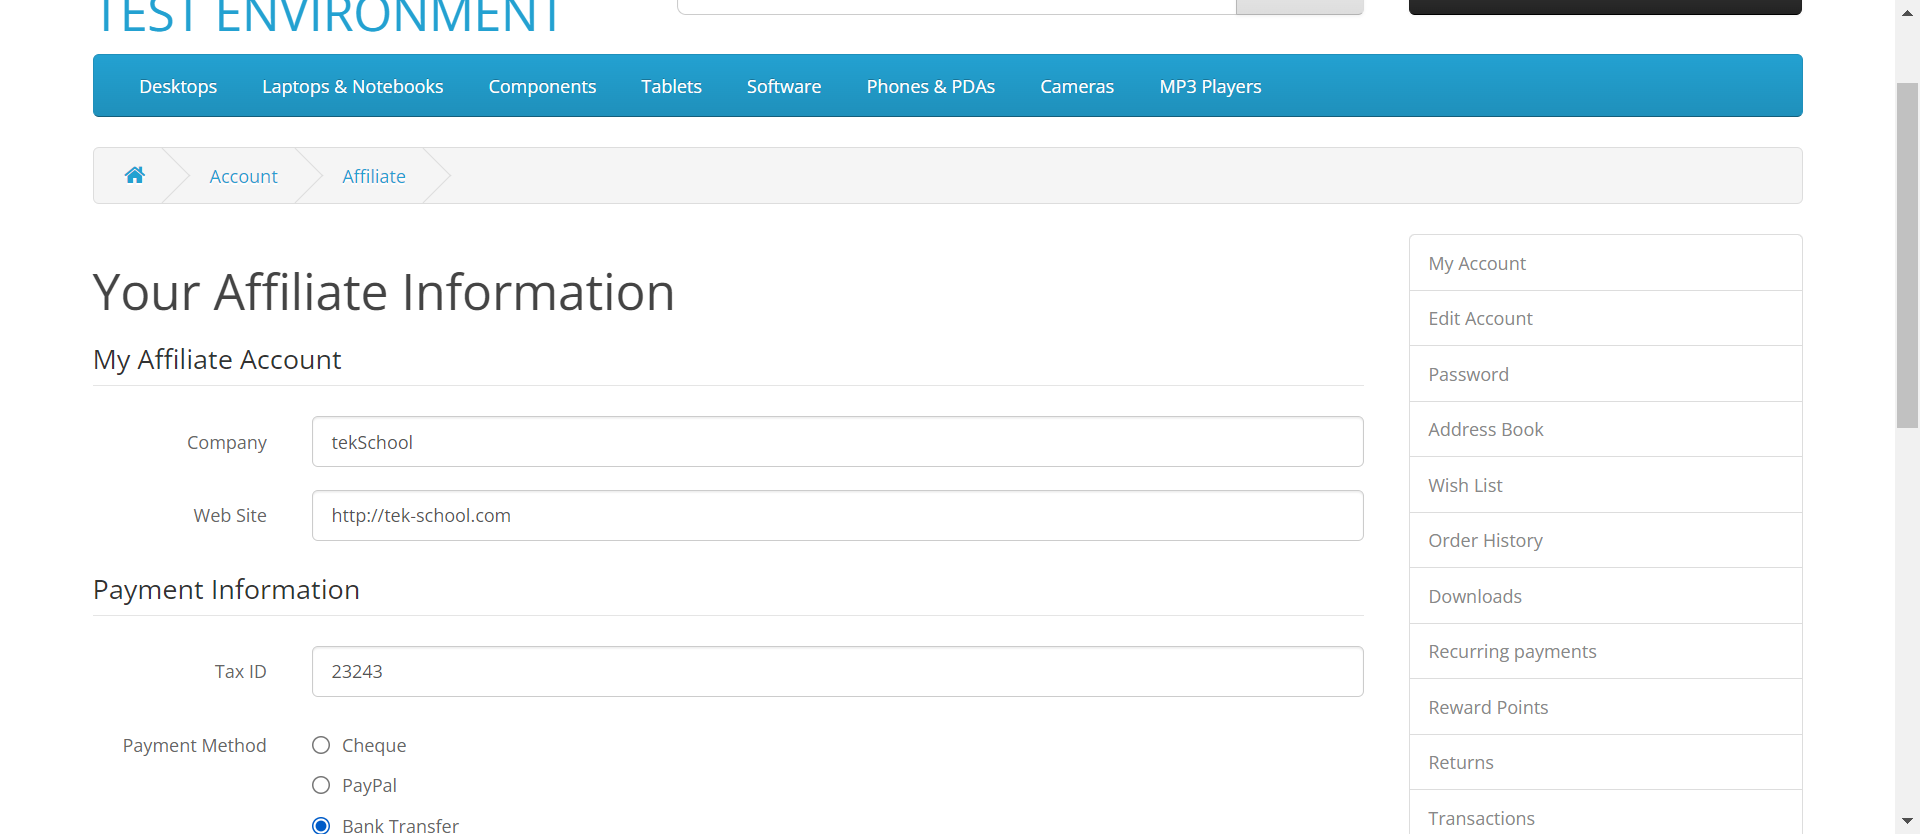 TEST ENVIRONMENT
Desktops Laptops & Notebooks Components Tablets Software Phones & PDAs Cameras MP3 Players
Account Affiliate
Your Affiliate Information
My Affiliate Account
Company tekSchool
Web Site http://tek-school.com
Payment Information
Tax ID 23243
Payment Method Cheque
PayPal
Bank Transfer
My Account
Edit Account
Password
Address Book
Wish List
Order History
Downloads
Recurring payments
Reward Points
Returns
Transactions